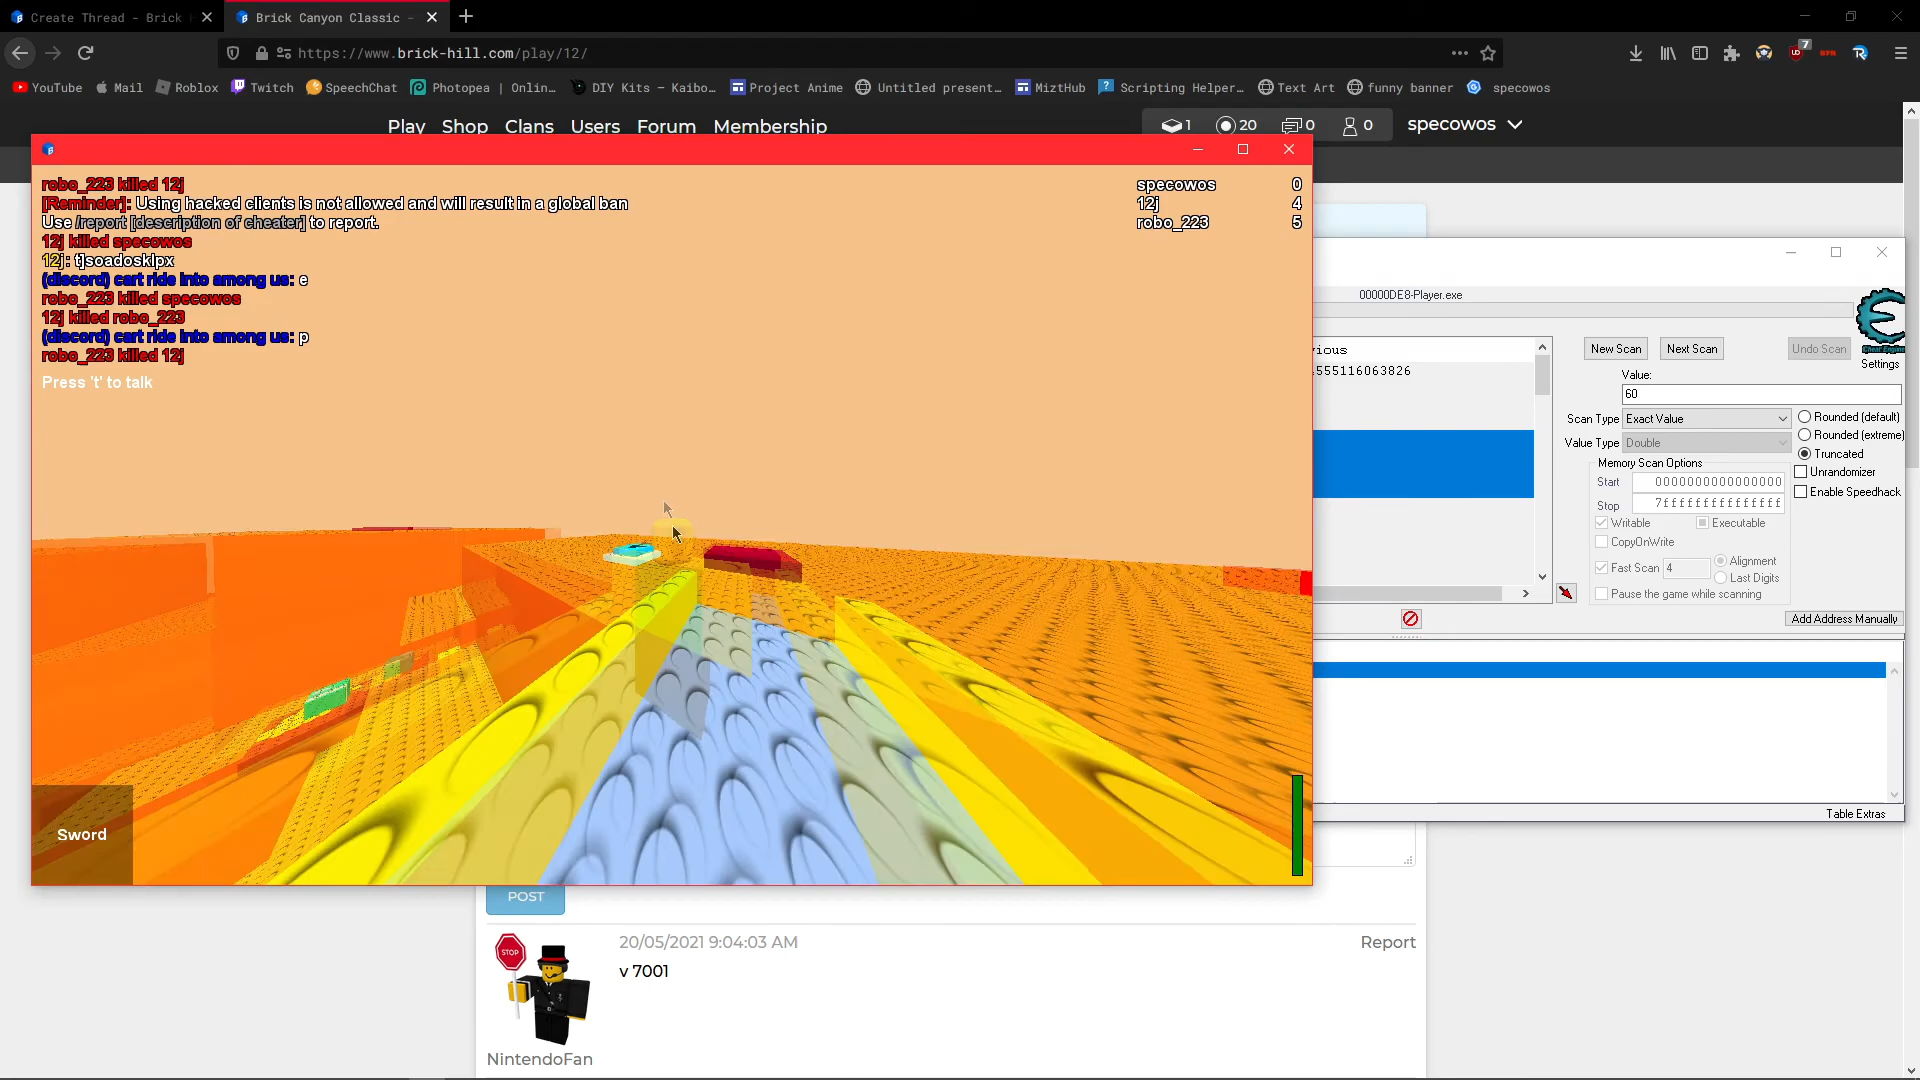 Create Thread - Brick
Brick Canyon Classic -
https://www.brick-hill.com/play/12/
7
YouTube Mail Roblox Twitch SpeechChat Photopea | Onlin… DIY Kits – Kaibo… Project Anime Untitled present… MiztHub Scripting Helper… Text Art funny banner specowos
Play Shop Clans Users Forum Membership
1 20 0 0 specowos
robo_223 killed 12j
[Reminder]: Using hacked clients is not allowed and will result in a global ban
Use /report [description of cheater] to report.
12j killed specowos
12j: t]soadosklpx
(discord) cart ride into among us: e
robo_223 killed specowos
12j killed robo_223
(discord) cart ride into among us: p
robo_223 killed 12j
Press 't' to talk
specowos 0
12j 4
robo_223 5
Sword
00000DE8-Player.exe
Cheat Engine
Settings
ious
555116063826
New Scan Next Scan Undo Scan
Value:
60
Scan Type Exact Value
Value Type Double
Rounded (default)
Rounded (extreme)
Truncated
Unrandomizer
Enable Speedhack
Memory Scan Options
Start 0000000000000000
Stop 7fffffffffffffff
Writable Executable
CopyOnWrite
Fast Scan 4 Alignment
Last Digits
Pause the game while scanning
Add Address Manually
Table Extras
POST
STOP
20/05/2021 9:04:03 AM Report
v 7001
NintendoFan